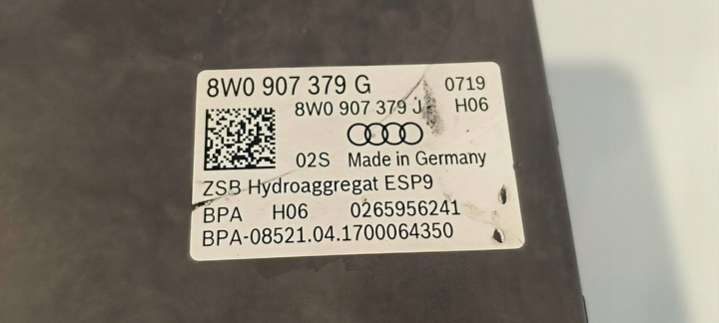 8W0 907 379 G 0719
8W0 907 379 J H06
02S Made in Germany
ZSB Hydroaggregat ESP9
BPA H06 0265956241
BPA-08521.04.1700064350